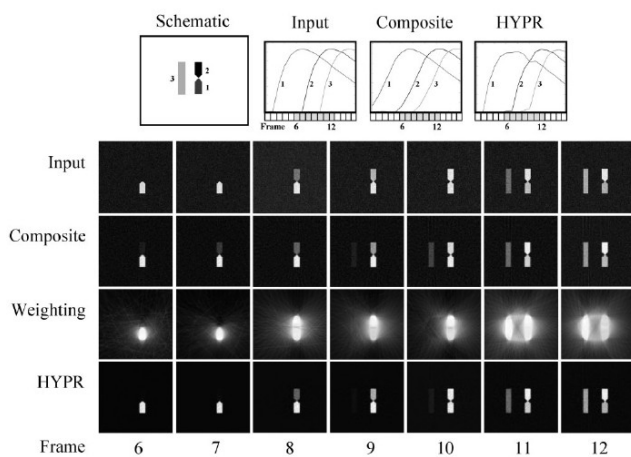 Schematic Input Composite HYPR
3 2 1
1 2 3
1 2 3
1 2 3
Frame 6 12 6 12 6 12
Input
Composite
Weighting
HYPR
Frame 6 7 8 9 10 11 12